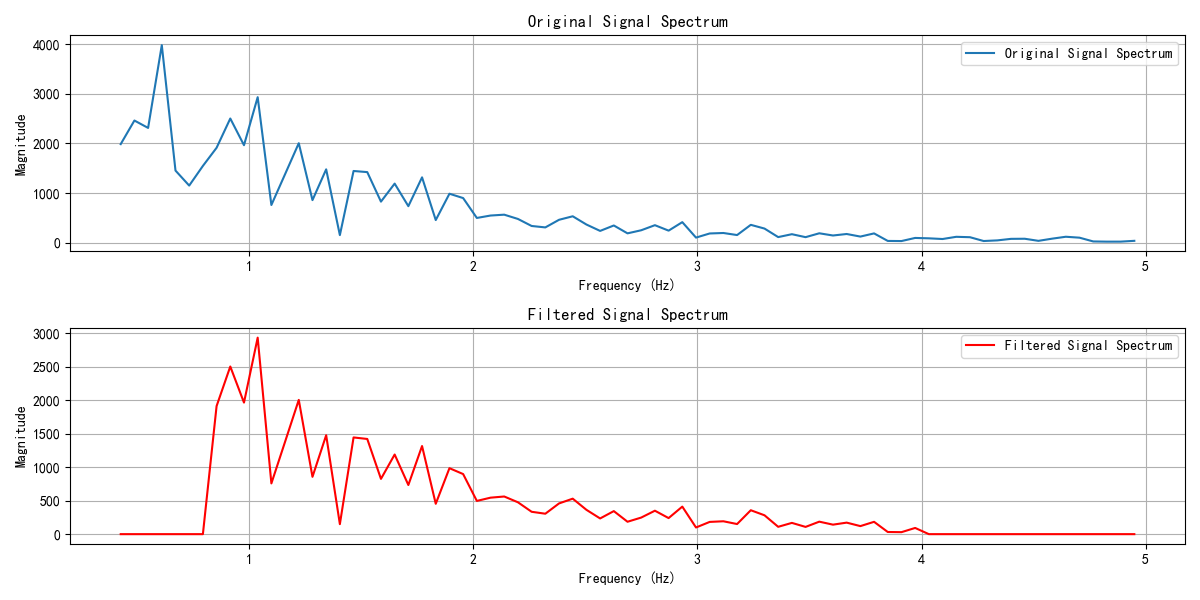 Original Signal Spectrum
Original Signal Spectrum
4000
3000
2000
1000
0
Magnitude
1 2 3 4 5
Frequency (Hz)
Filtered Signal Spectrum
Filtered Signal Spectrum
3000
2500
2000
1500
1000
500
0
Magnitude
1 2 3 4 5
Frequency (Hz)